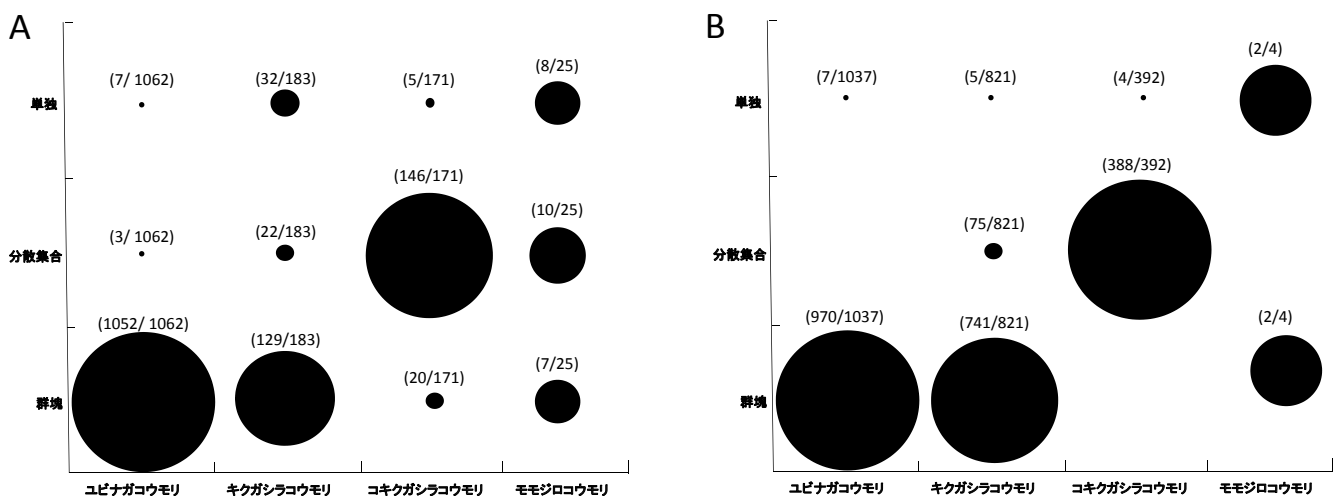 A
(7/ 1062)
(32/183)
(5/171)
(8/25)
単独
(146/171)
(3/ 1062)
(22/183)
(10/25)
分散集合
(1052/ 1062)
(129/183)
(20/171)
(7/25)
群塊
ユビナガコウモリ
キクガシラコウモリ
コキクガシラコウモリ
モモジロコウモリ
B
(7/1037)
(5/821)
(4/392)
(2/4)
単独
(388/392)
(75/821)
分散集合
(970/1037)
(741/821)
(2/4)
群塊
ユビナガコウモリ
キクガシラコウモリ
コキクガシラコウモリ
モモジロコウモリ